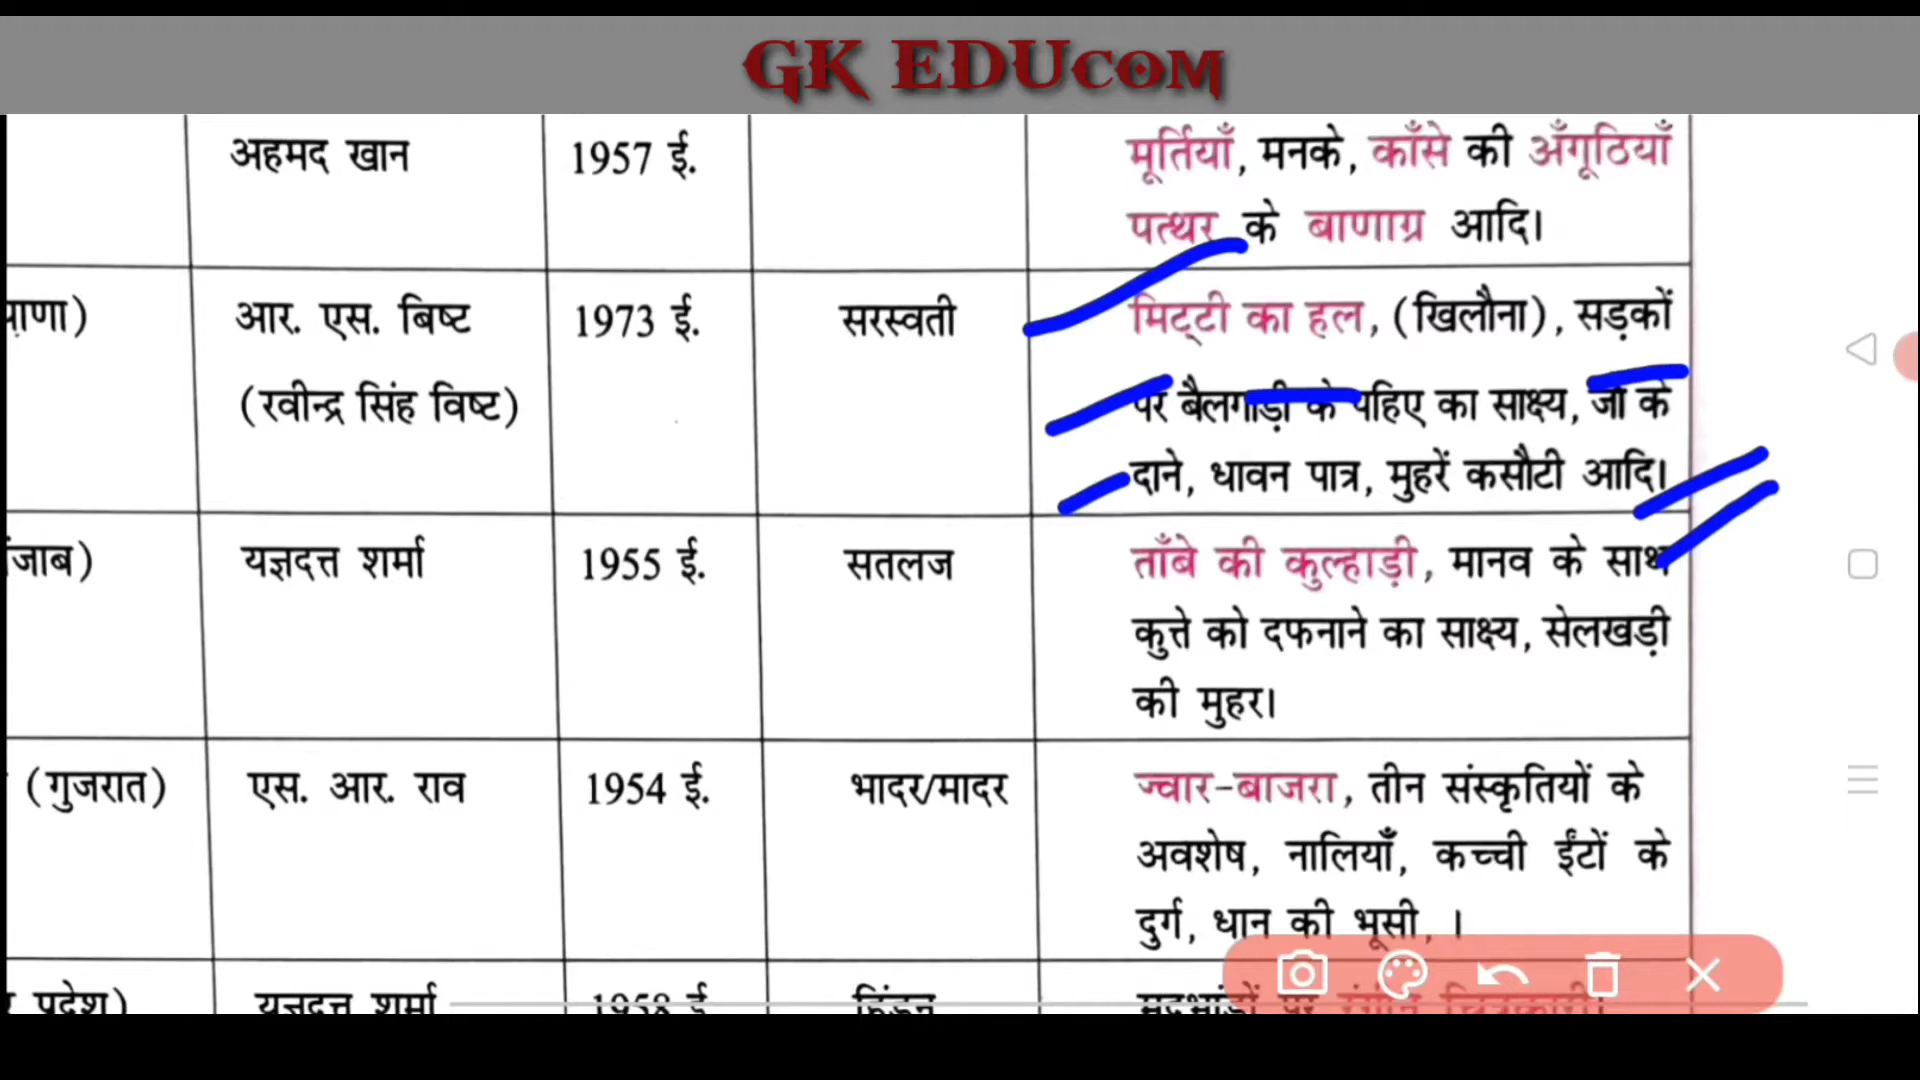 GK EDUCOM
अहमद खान 1957 ई. मूर्तियाँ, मनके, काँसे की अँगूठियाँ
पत्थर के बाणाग्र आदि।
आर. एस. बिष्ट 1973 ई. सरस्वती मिट्टी का हल, (खिलौना), सड़कों
(रवीन्द्र सिंह विष्ट) पर बैलगाड़ी के पहिए का साक्ष्य, जौ के
दाने, धावन पात्र, मुहरें कसौटी आदि।
यज्ञदत्त शर्मा 1955 ई. सतलज ताँबे की कुल्हाड़ी, मानव के साथ
कुत्ते को दफनाने का साक्ष्य, सेलखड़ी
की मुहर।
(गुजरात) एस. आर. राव 1954 ई. भादर/मादर ज्वार-बाजरा, तीन संस्कृतियों के
अवशेष, नालियाँ, कच्ची ईंटों के
दुर्ग, धान की भूसी, ।
प्रदेश) यज्ञदत्त शर्मा 1958 ई